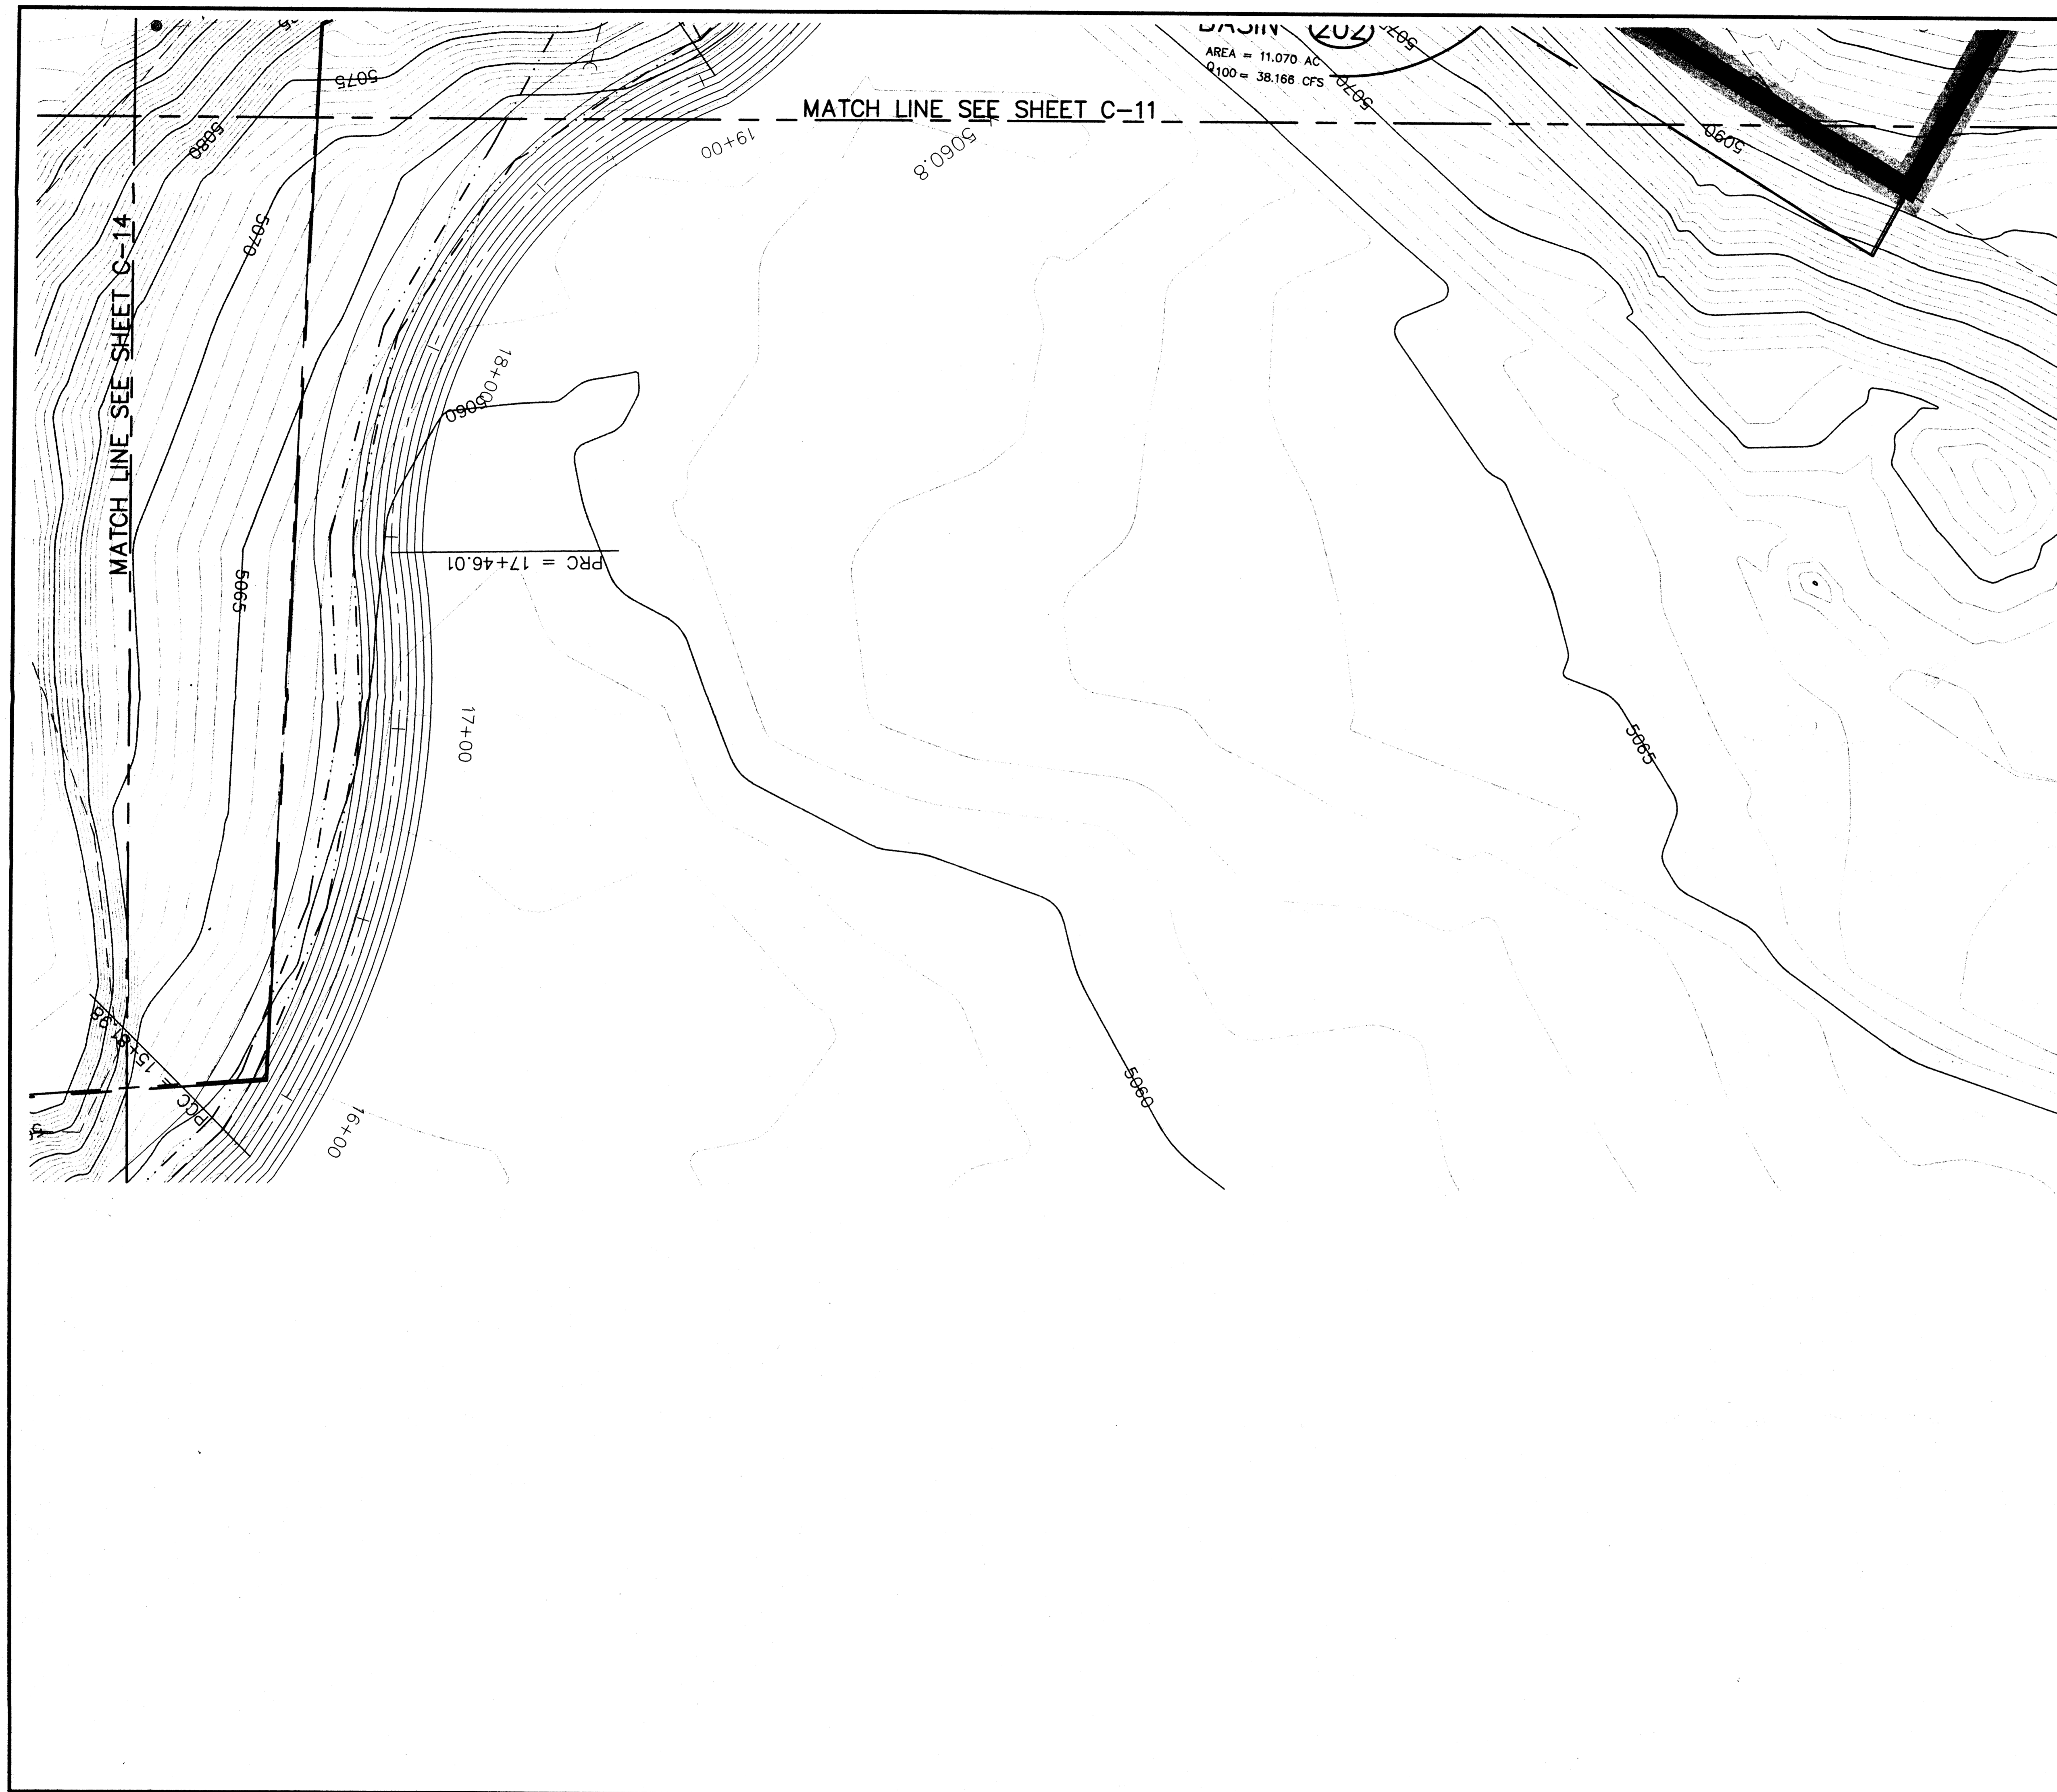 BASIN 202
AREA = 11.070 AC
Q100 = 38.166 CFS
5075
5075
5070
MATCH LINE SEE SHEET C-11
5080
19+00
5060.8
5090
5070
MATCH LINE SEE SHEET C-14
18+00
5060
PRC = 17+46.01
5065
17+00
5065
PCC =
5060
16+00